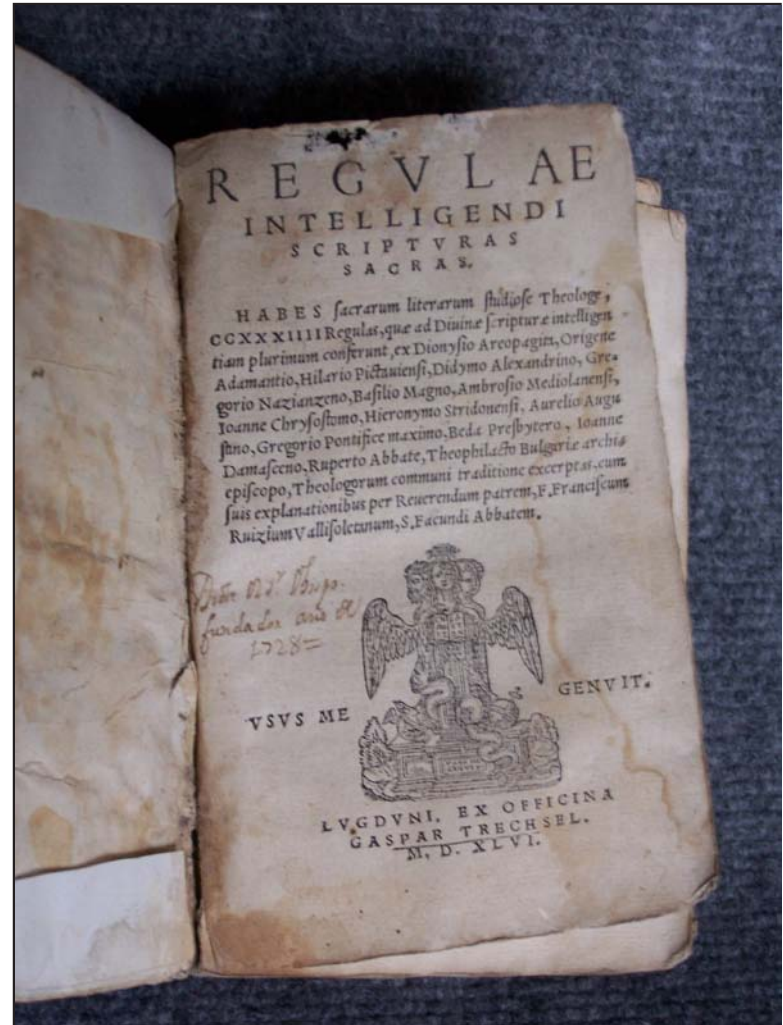 REGVLAE
INTELLIGENDI
SCRIPTVRAS
SACRAS.
HABES sacrarum literarum studiose Theologe,
CCXXXIIII Regulas, quæ ad Diuinæ scripturæ intelligen
tiam plurimum conferunt, ex Dionysio Areopagita, Origene
Adamantio, Hilario Pictauiensi, Didymo Alexandrino, Gre-
gorio Nazianzeno, Basilio Magno, Ambrosio Mediolanensi,
Ioanne Chrysostomo, Hieronymo Stridonensi, Aurelio Augu
stino, Gregorio Pontifice maximo, Beda Presbytero, Ioanne
Damasceno, Ruperto Abbate, Theophilacto Bulgariæ archi-
episcopo, Theologorum communi traditione excerptas, cum
suis explanationibus per Reuerendum patrem, F. Franciscum
Ruizium Vallisoletanum, S. Facundi Abbatem.
1728
VSVS ME GENVIT.
LVGDVNI, EX OFFICINA
GASPAR TRECHSEL.
M. D. XLVI.